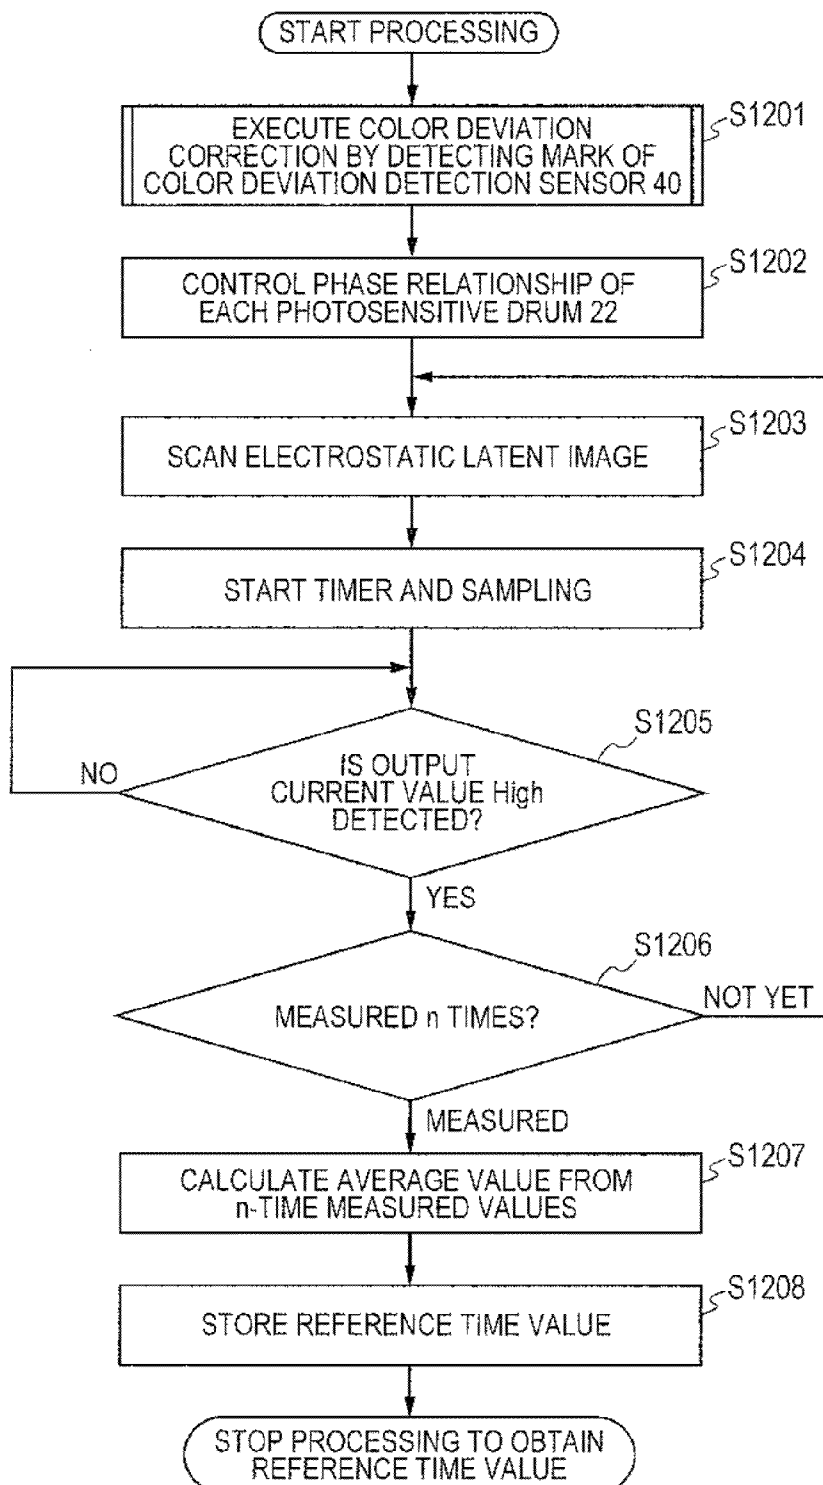 START PROCESSING
S1201
EXECUTE COLOR DEVIATION
CORRECTION BY DETECTING MARK OF
COLOR DEVIATION DETECTION SENSOR 40
S1202
CONTROL PHASE RELATIONSHIP OF
EACH PHOTOSENSITIVE DRUM 22
S1203
SCAN ELECTROSTATIC LATENT IMAGE
S1204
START TIMER AND SAMPLING
S1205
IS OUTPUT
CURRENT VALUE High
DETECTED?
NO
YES
S1206
MEASURED n TIMES?
NOT YET
MEASURED
S1207
CALCULATE AVERAGE VALUE FROM
n-TIME MEASURED VALUES
S1208
STORE REFERENCE TIME VALUE
STOP PROCESSING TO OBTAIN
REFERENCE TIME VALUE